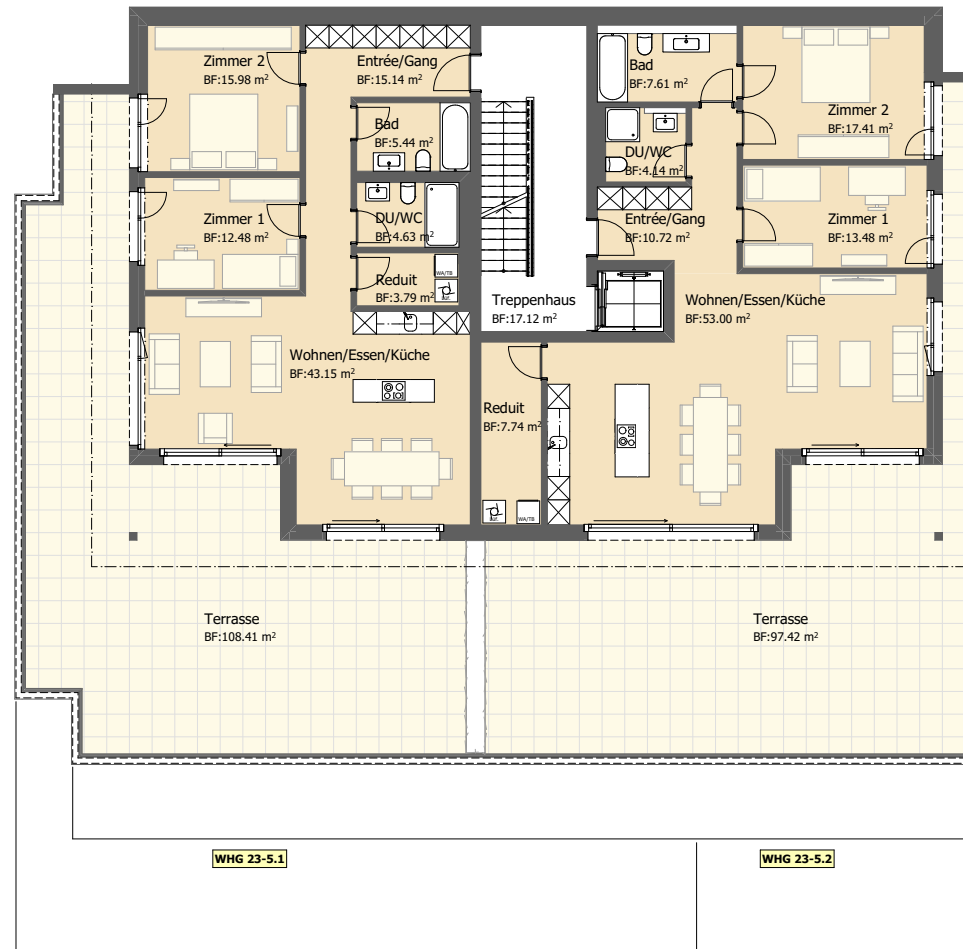 Zimmer 2
BF:15.98 m²
Entrée/Gang
BF:15.14 m²
Bad
BF:5.44 m²
Zimmer 1
BF:12.48 m²
DU/WC
BF:4.63 m²
Reduit
BF:3.79 m²
WA/TB
Wohnen/Essen/Küche
BF:43.15 m²
Treppenhaus
BF:17.12 m²
Bad
BF:7.61 m²
Zimmer 2
BF:17.41 m²
DU/WC
BF:4.14 m²
Entrée/Gang
BF:10.72 m²
Zimmer 1
BF:13.48 m²
Wohnen/Essen/Küche
BF:53.00 m²
Reduit
BF:7.74 m²
WA/TB
Terrasse
BF:108.41 m²
Terrasse
BF:97.42 m²
WHG 23-5.1
WHG 23-5.2